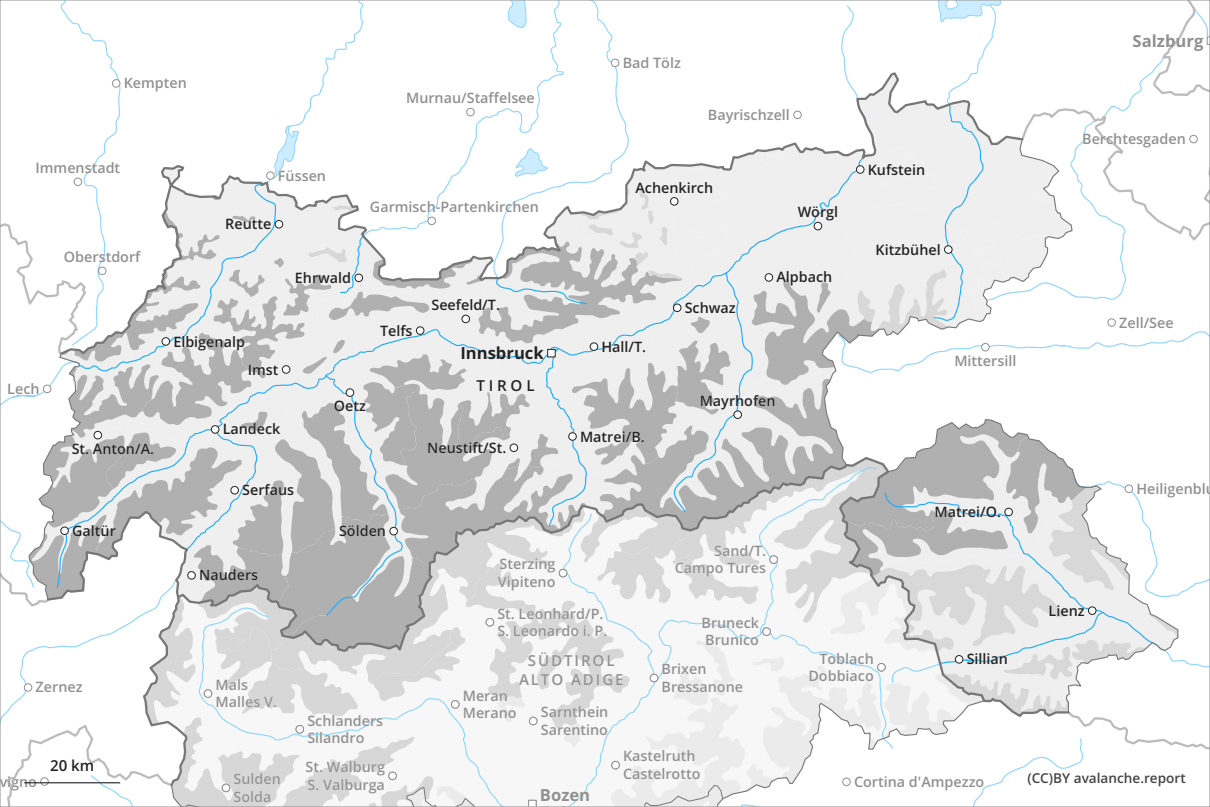 Salzburg
Bad Tölz
Kempten
Murnau/Staffelsee
Bayrischzell
Berchtesgaden
Immenstadt
Füssen
Kufstein
Achenkirch
Garmisch-Partenkirchen
Wörgl
Reutte
Kitzbühel
Oberstdorf
Ehrwald
Alpbach
Seefeld/T.
Schwaz
Zell/See
Telfs
Elbigenalp
Hall/T.
Innsbruck
Mittersill
Imst
TIROL
Lech
Oetz
Mayrhofen
Landeck
Matrei/B.
St. Anton/A.
Neustift/St.
Serfaus
Heiligenblu
Matrei/O.
Galtür
Sölden
Sand/T.
Campo Tures
Sterzing
Vipiteno
Nauders
Lienz
St. Leonhard/P.
S. Leonardo i. P.
Bruneck
Brunico
SÜDTIROL
ALTO ADIGE
Toblach
Dobbiaco
Sillian
Brixen
Bressanone
Zernez
Mals
Malles V.
Meran
Merano
Sarnthein
Sarentino
Schlanders
Silandro
Kastelruth
Castelrotto
St. Walburg
S. Valburga
20 km
vigno
Sulden
Solda
Cortina d'Ampezzo
(CC)BY avalanche.report
Bozen